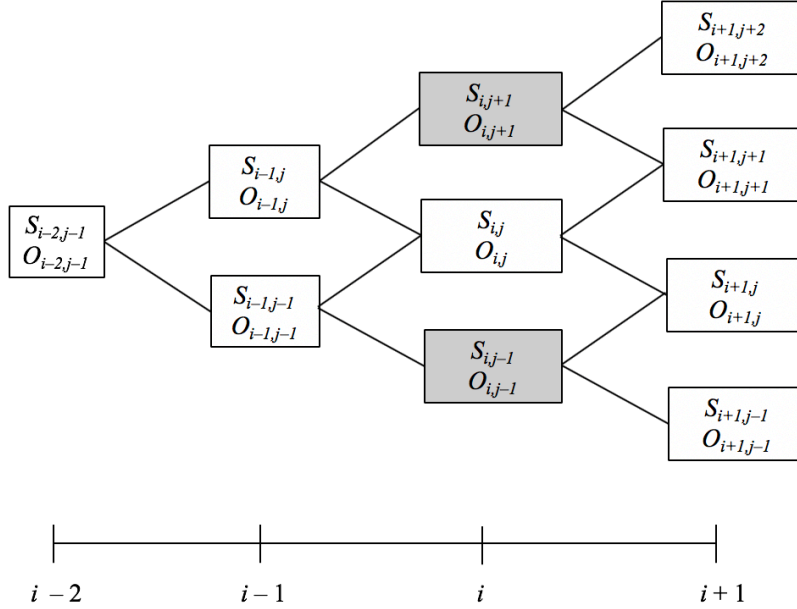 S_{i+1,j+2}
O_{i+1,j+2}
S_{i,j+1}
O_{i,j+1}
S_{i+1,j+1}
O_{i+1,j+1}
S_{i–1,j}
O_{i–1,j}
S_{i–2,j–1}
O_{i–2,j–1}
S_{i,j}
O_{i,j}
S_{i+1,j}
O_{i+1,j}
S_{i–1,j–1}
O_{i–1,j–1}
S_{i,j–1}
O_{i,j–1}
S_{i+1,j–1}
O_{i+1,j–1}
i – 2
i – 1
i
i + 1